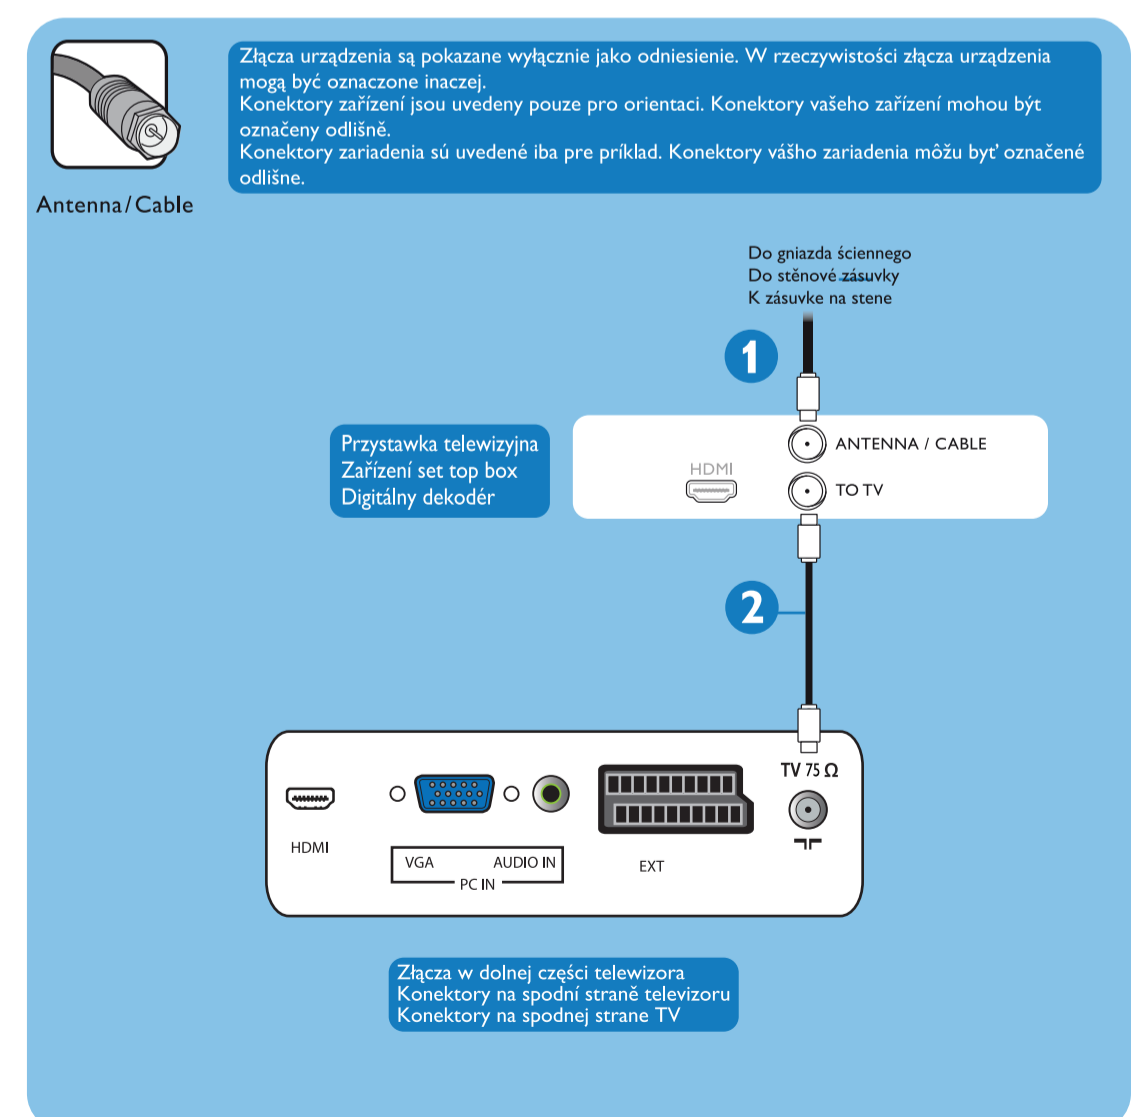 Złącza urządzenia są pokazane wyłącznie jako odniesienie. W rzeczywistości złącza urządzenia
mogą być oznaczone inaczej.
Konektory zařízení jsou uvedeny pouze pro orientaci. Konektory vašeho zařízení mohou být
označeny odlišně.
Konektory zariadenia sú uvedené iba pre príklad. Konektory vášho zariadenia môžu byť označené
odlišne.
Antenna/Cable
Do gniazda ściennego
Do stěnové zásuvky
K zásuvke na stene
1
Przystawka telewizyjna
Zařízení set top box
Digitálny dekodér
HDMI
ANTENNA / CABLE
TO TV
2
TV 75 Ω
HDMI
VGA
AUDIO IN
PC IN
EXT
Złącza w dolnej części telewizora
Konektory na spodní straně televizoru
Konektory na spodnej strane TV